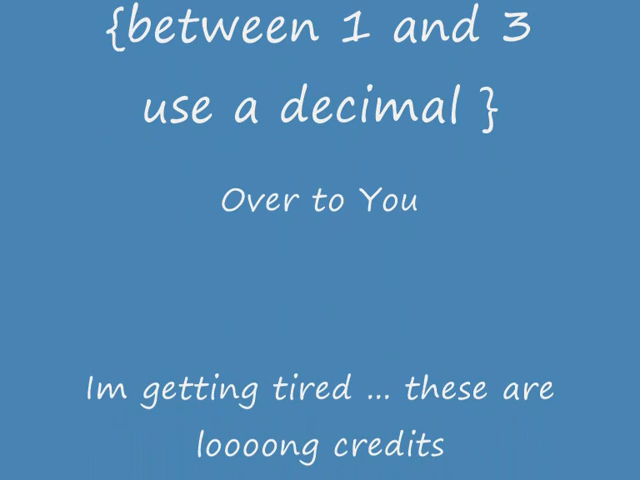 {between 1 and 3
use a decimal }
Over to You
Im getting tired ... these are
loooong credits